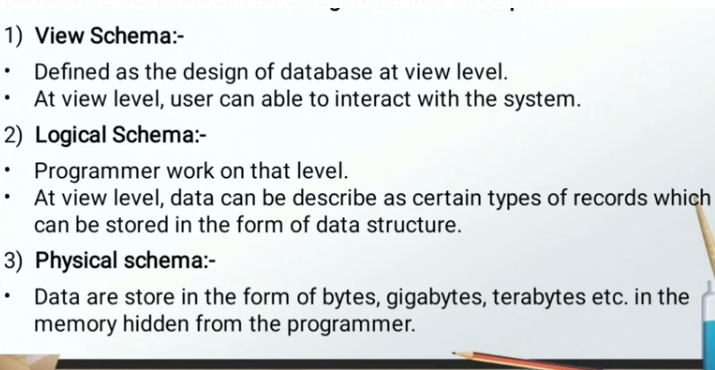 1) View Schema:-
• Defined as the design of database at view level.
• At view level, user can able to interact with the system.
2) Logical Schema:-
• Programmer work on that level.
• At view level, data can be describe as certain types of records which
can be stored in the form of data structure.
3) Physical schema:-
• Data are store in the form of bytes, gigabytes, terabytes etc. in the
memory hidden from the programmer.